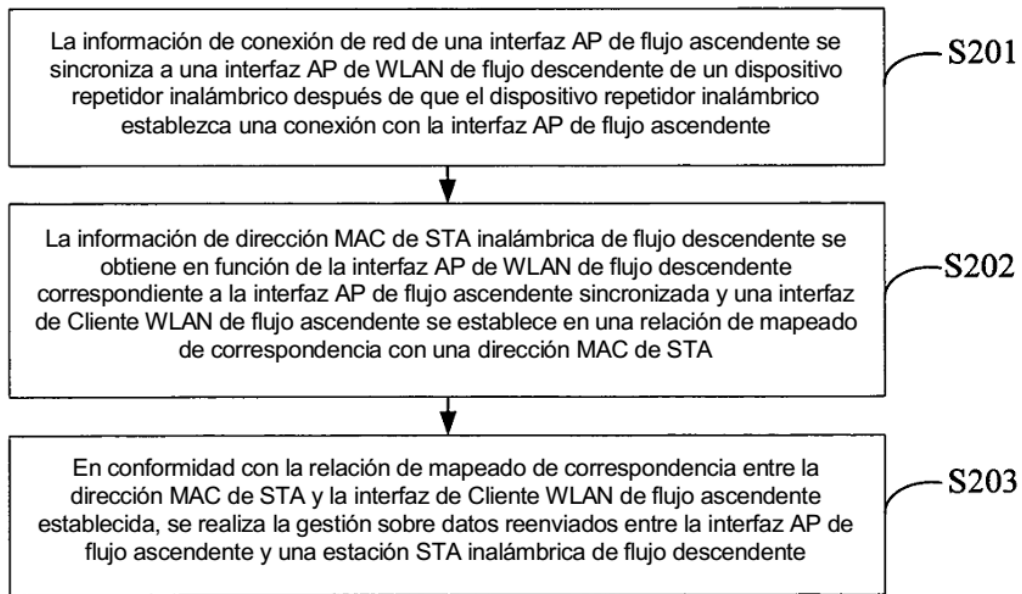 La información de conexión de red de una interfaz AP de flujo ascendente se
sincroniza a una interfaz AP de WLAN de flujo descendente de un dispositivo
repetidor inalámbrico después de que el dispositivo repetidor inalámbrico
establezca una conexión con la interfaz AP de flujo ascendente
S201
La información de dirección MAC de STA inalámbrica de flujo descendente se
obtiene en función de la interfaz AP de WLAN de flujo descendente
correspondiente a la interfaz AP de flujo ascendente sincronizada y una interfaz
de Cliente WLAN de flujo ascendente se establece en una relación de mapeado
de correspondencia con una dirección MAC de STA
S202
En conformidad con la relación de mapeado de correspondencia entre la
dirección MAC de STA y la interfaz de Cliente WLAN de flujo ascendente
establecida, se realiza la gestión sobre datos reenviados entre la interfaz AP de
flujo ascendente y una estación STA inalámbrica de flujo descendente
S203